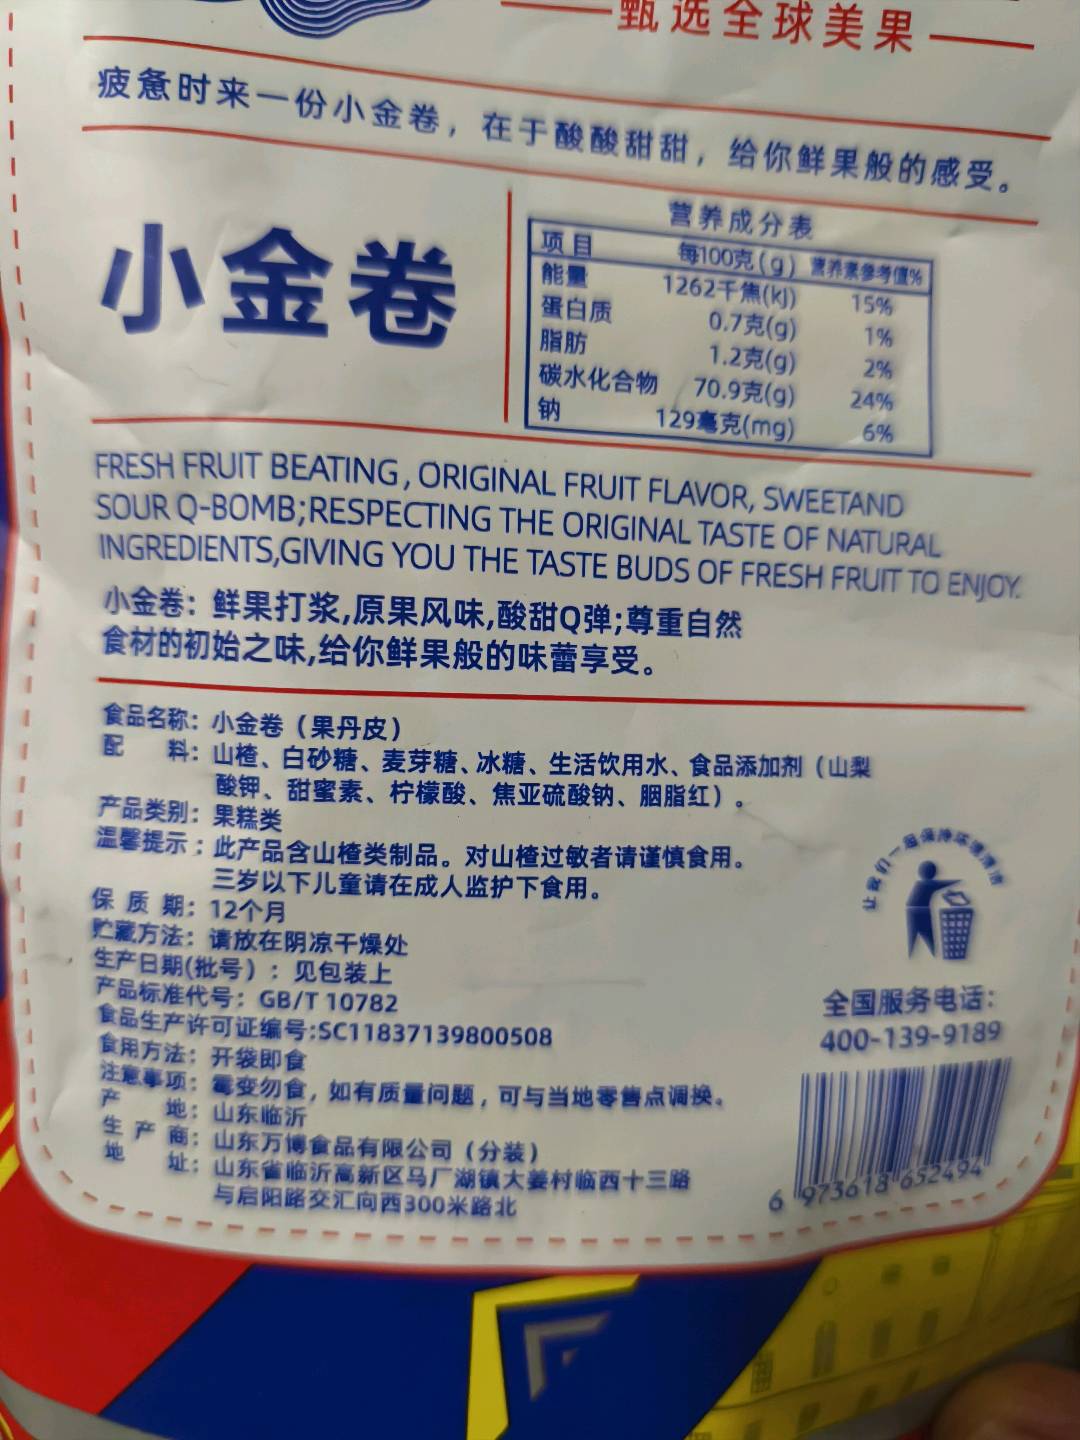 甄选全球美果
疲惫时来一份小金卷，在于酸酸甜甜，给你鲜果般的感受。
小金卷
营养成分表
项目 每100克(g) 营养素参考值%
能量 1262千焦(kJ) 15%
蛋白质 0.7克(g) 1%
脂肪 1.2克(g) 2%
碳水化合物 70.9克(g) 24%
钠 129毫克(mg) 6%
FRESH FRUIT BEATING, ORIGINAL FRUIT FLAVOR, SWEETAND
SOUR Q-BOMB;RESPECTING THE ORIGINAL TASTE OF NATURAL
INGREDIENTS,GIVING YOU THE TASTE BUDS OF FRESH FRUIT TO ENJOY.
小金卷：鲜果打浆,原果风味,酸甜Q弹;尊重自然
食材的初始之味,给你鲜果般的味蕾享受。
食品名称：小金卷（果丹皮）
配 料：山楂、白砂糖、麦芽糖、冰糖、生活饮用水、食品添加剂（山梨
酸钾、甜蜜素、柠檬酸、焦亚硫酸钠、胭脂红）。
产品类别：果糕类
温馨提示：此产品含山楂类制品。对山楂过敏者请谨慎食用。
三岁以下儿童请在成人监护下食用。
保 质 期：12个月
贮藏方法：请放在阴凉干燥处
生产日期(批号)：见包装上
产品标准代号：GB/T 10782
食品生产许可证编号:SC11837139800508
食用方法：开袋即食
注意事项：霉变勿食，如有质量问题，可与当地零售点调换。
产 地：山东临沂
生 产 商：山东万博食品有限公司（分装）
地 址：山东省临沂高新区马厂湖镇大姜村临西十三路
与启阳路交汇向西300米路北
让我们一起保持环境清洁
全国服务电话：
400-139-9189
6 973618 652494